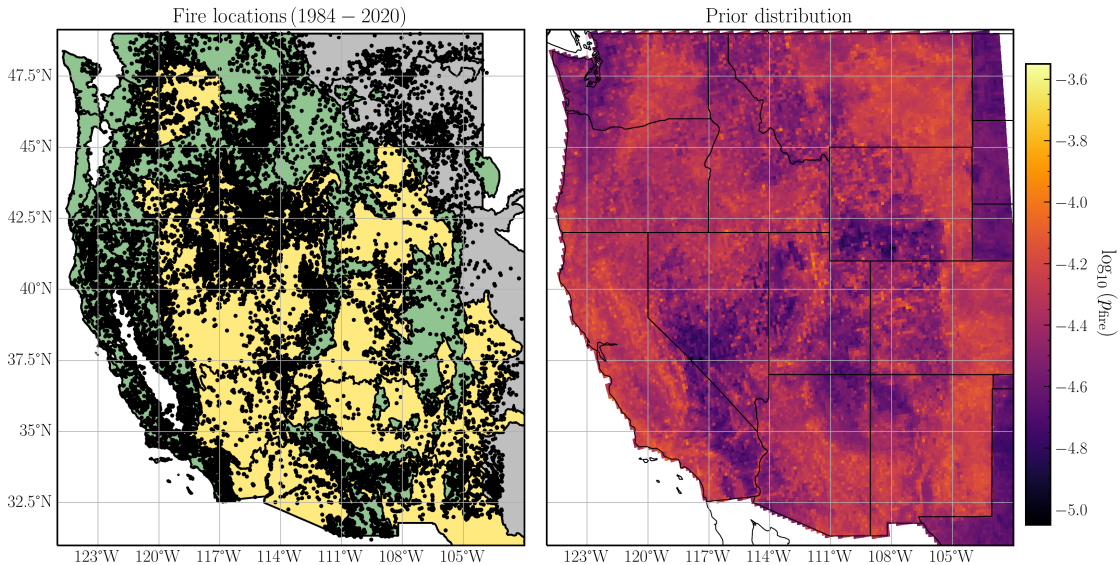 Fire locations (1984 − 2020)
Prior distribution
47.5°N
45°N
42.5°N
40°N
37.5°N
35°N
32.5°N
123°W 120°W 117°W 114°W 111°W 108°W 105°W
123°W 120°W 117°W 114°W 111°W 108°W 105°W
−3.6
−3.8
−4.0
−4.2
−4.4
−4.6
−4.8
−5.0
log₁₀ (p_fire)